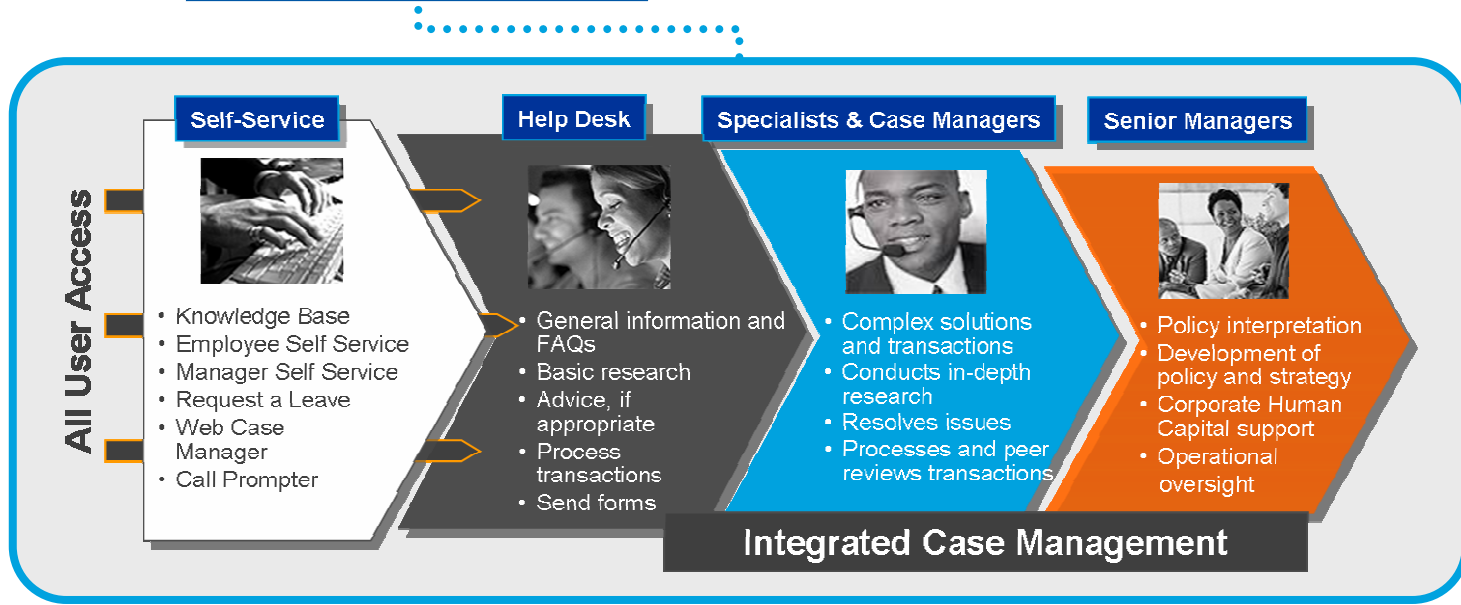 All User Access
Self-Service
• Knowledge Base
• Employee Self Service
• Manager Self Service
• Request a Leave
• Web Case
Manager
• Call Prompter
Help Desk
• General information and
FAQs
• Basic research
• Advice, if
appropriate
• Process
transactions
• Send forms
Specialists & Case Managers
• Complex solutions
and transactions
• Conducts in-depth
research
• Resolves issues
• Processes and peer
reviews transactions
Senior Managers
• Policy interpretation
• Development of
policy and strategy
• Corporate Human
Capital support
• Operational
oversight
Integrated Case Management